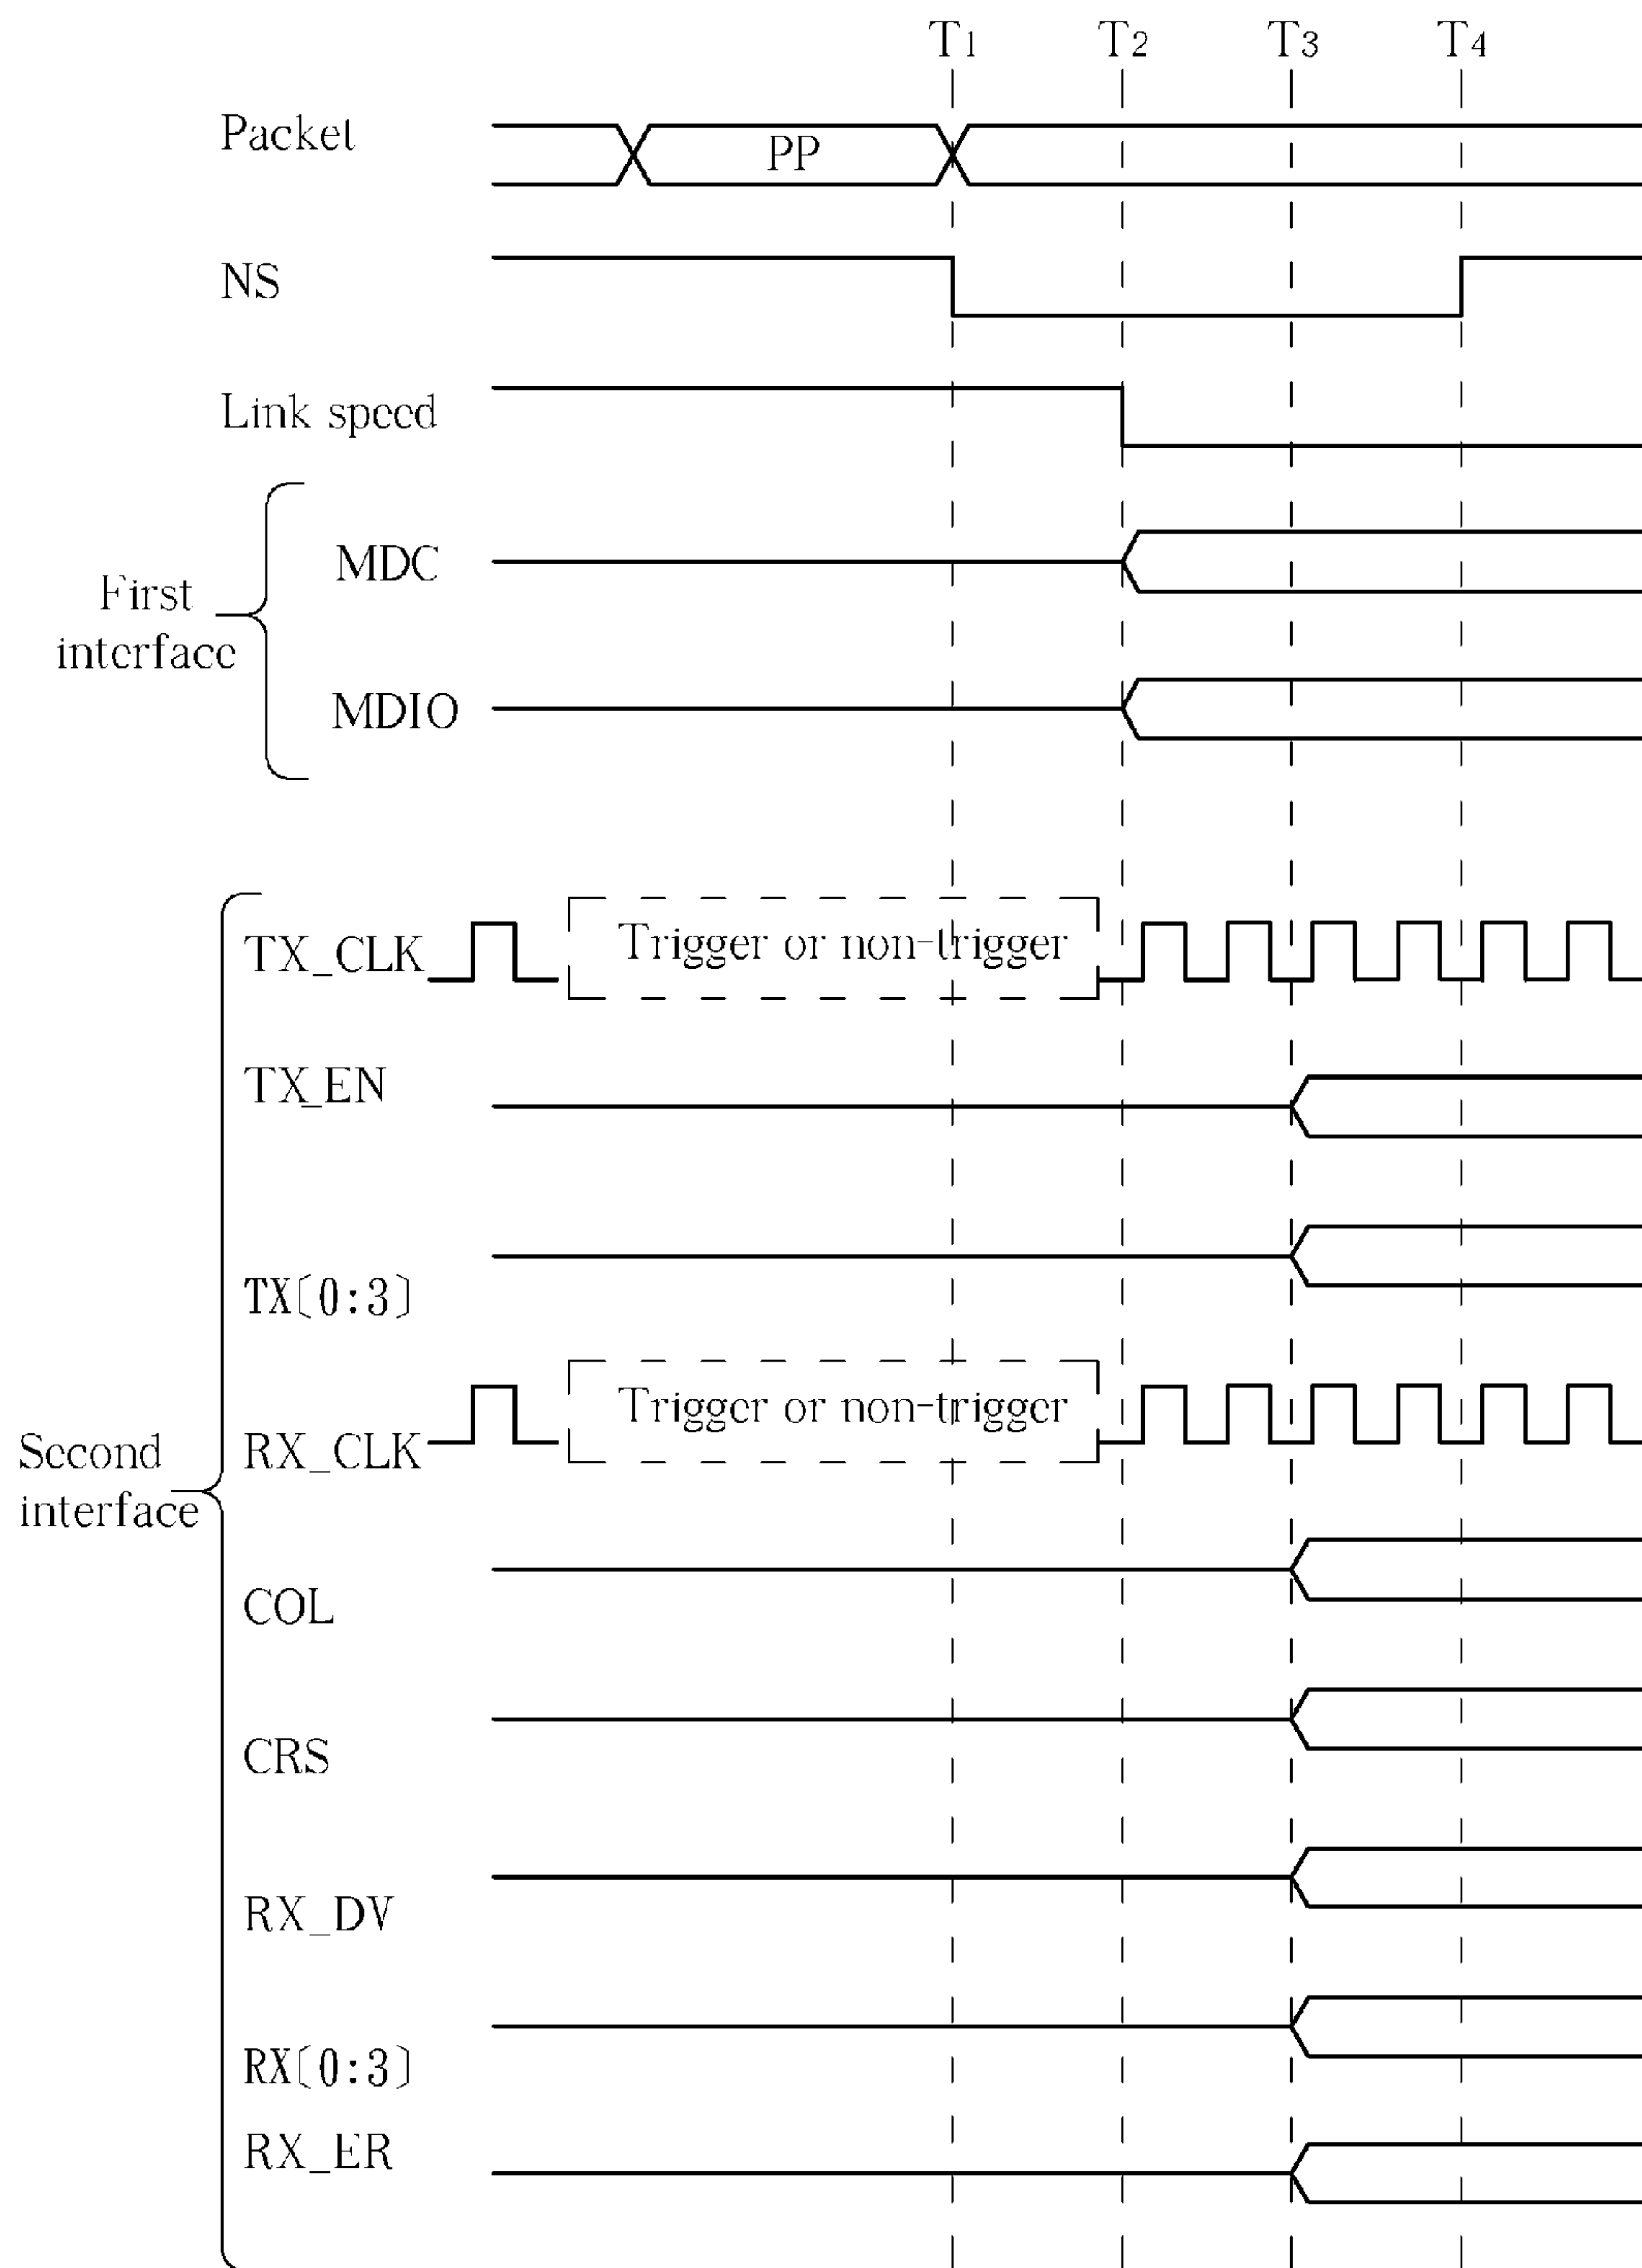 T1 T2 T3 T4
Packet
PP
NS
Link speed
First
interface
MDC
MDIO
TX_CLK
Trigger or non-trigger
TX_EN
TX[0:3]
RX_CLK
Trigger or non-trigger
Second
interface
COL
CRS
RX_DV
RX[0:3]
RX_ER